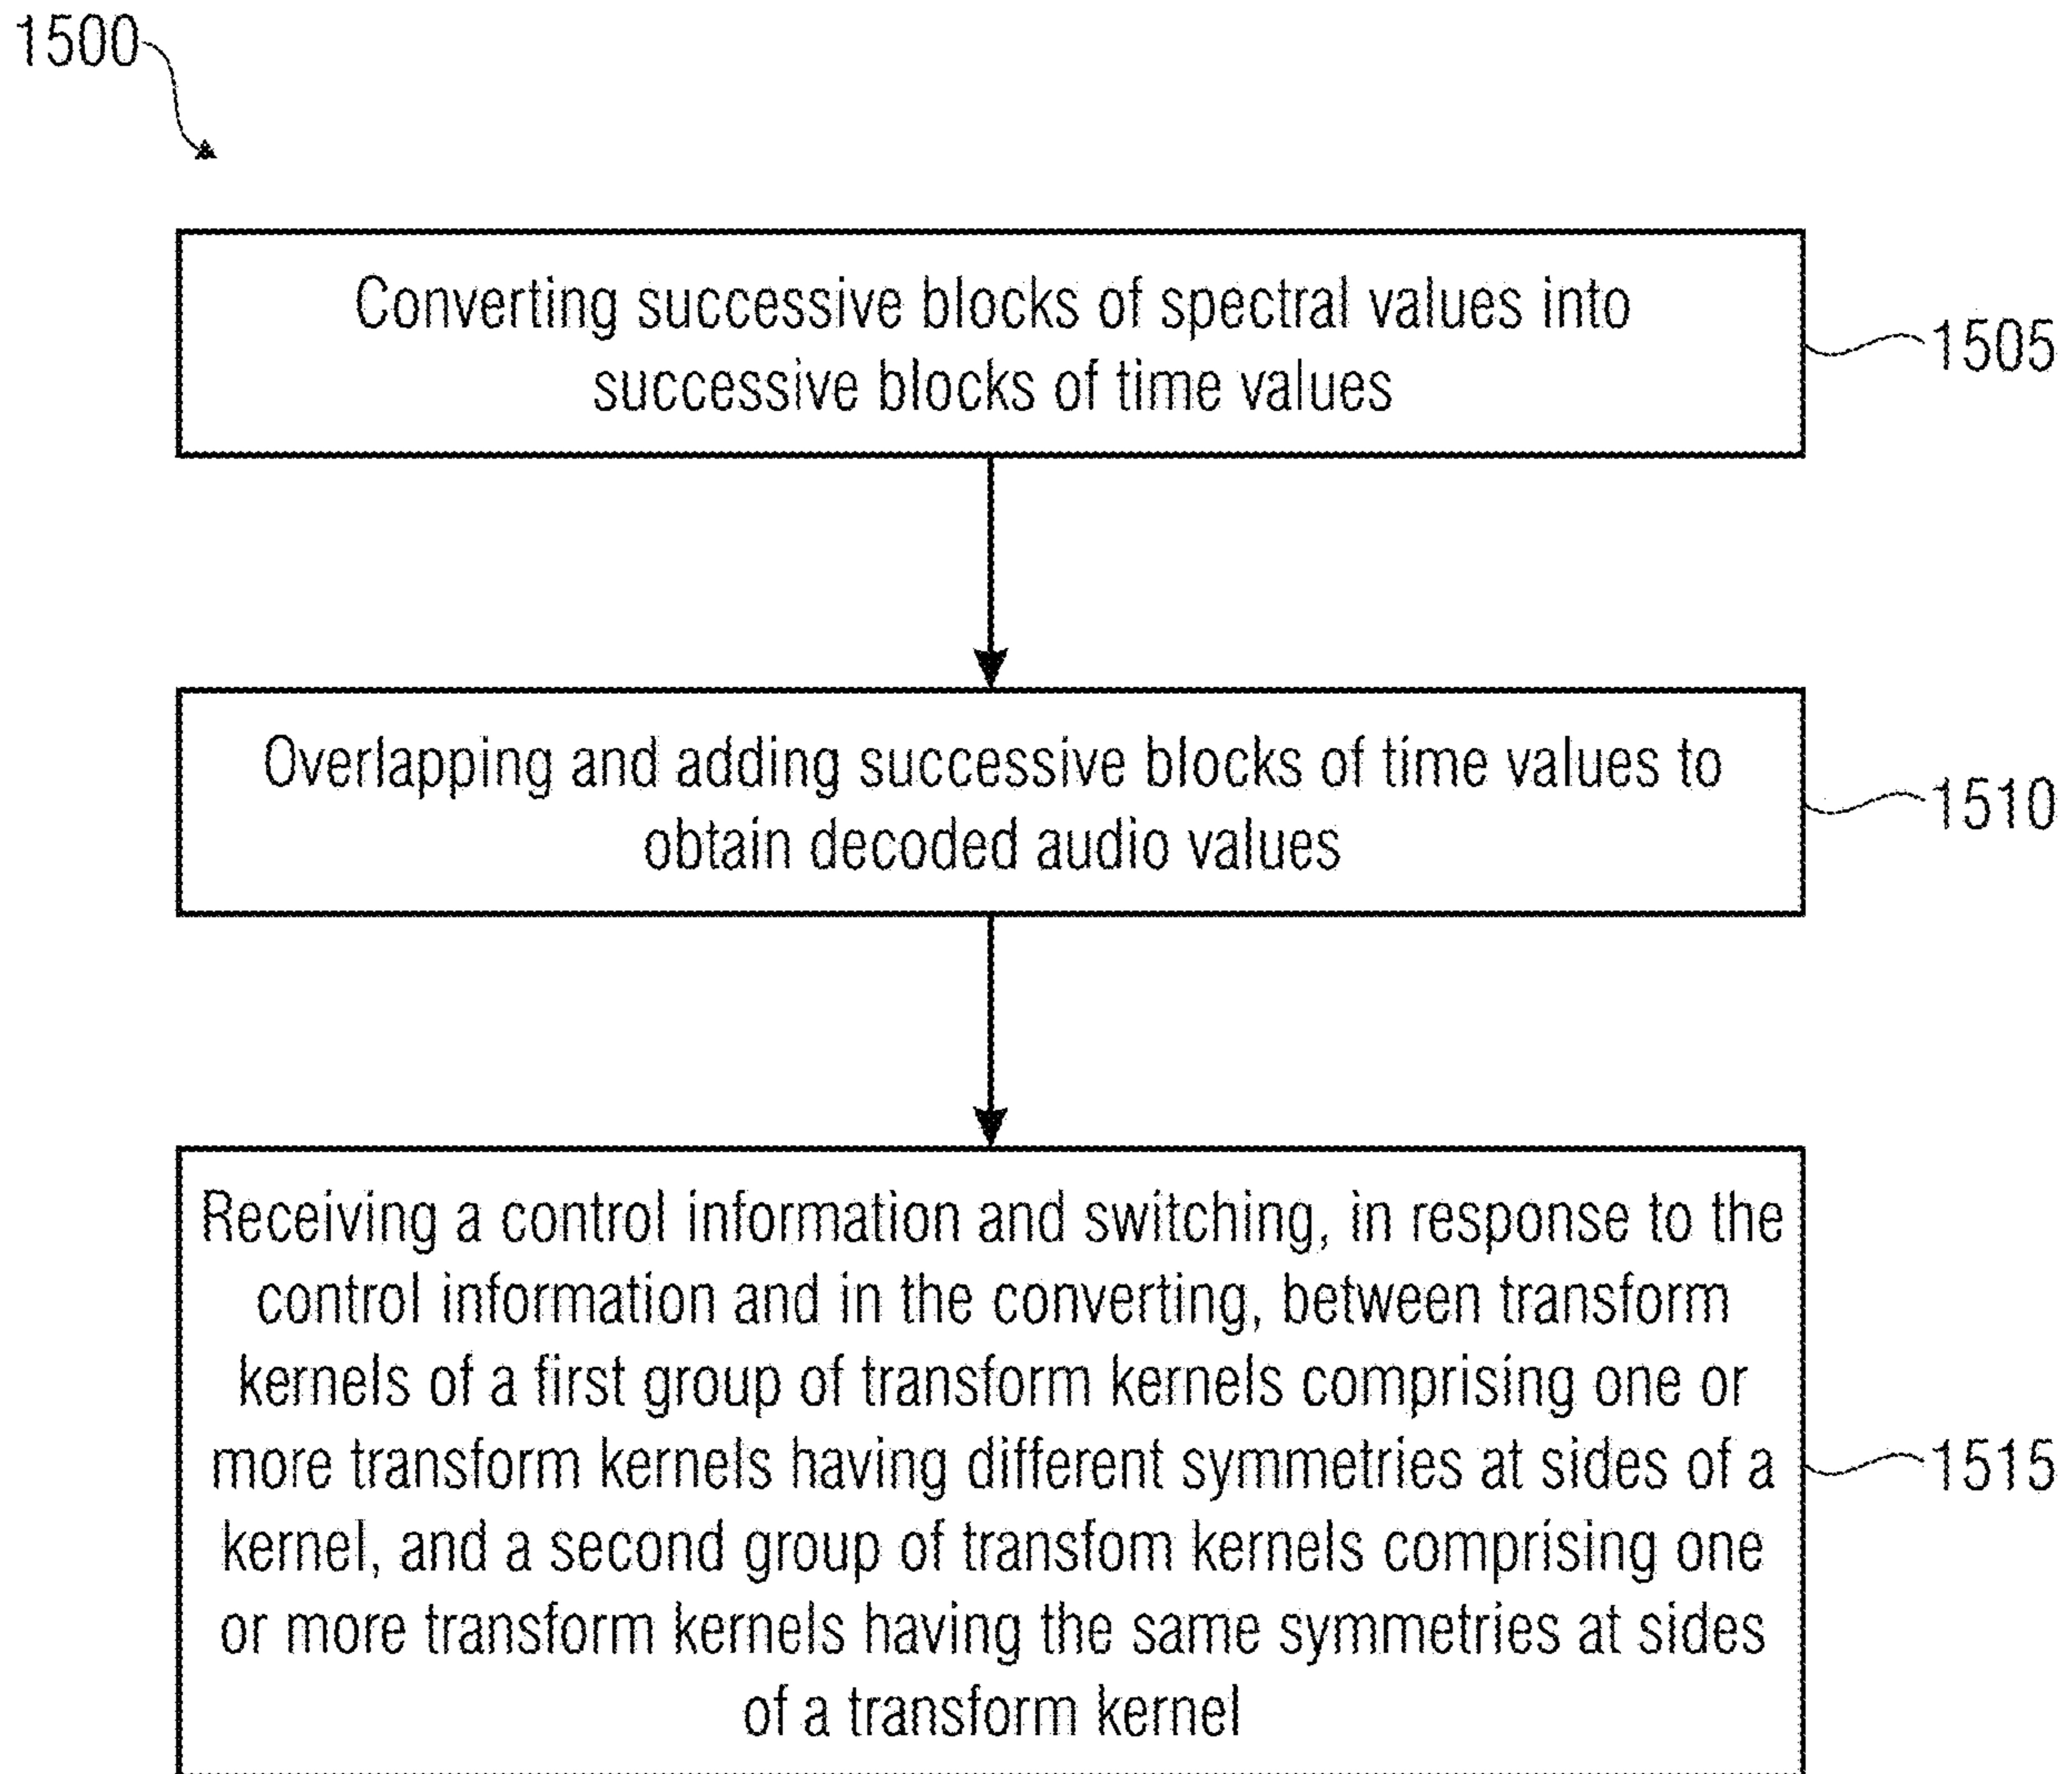 1500
Converting successive blocks of spectral values into
successive blocks of time values
1505
Overlapping and adding successive blocks of time values to
obtain decoded audio values
1510
Receiving a control information and switching, in response to the
control information and in the converting, between transform
kernels of a first group of transform kernels comprising one or
more transform kernels having different symmetries at sides of a
kernel, and a second group of transfom kernels comprising one
or more transform kernels having the same symmetries at sides
of a transform kernel
1515